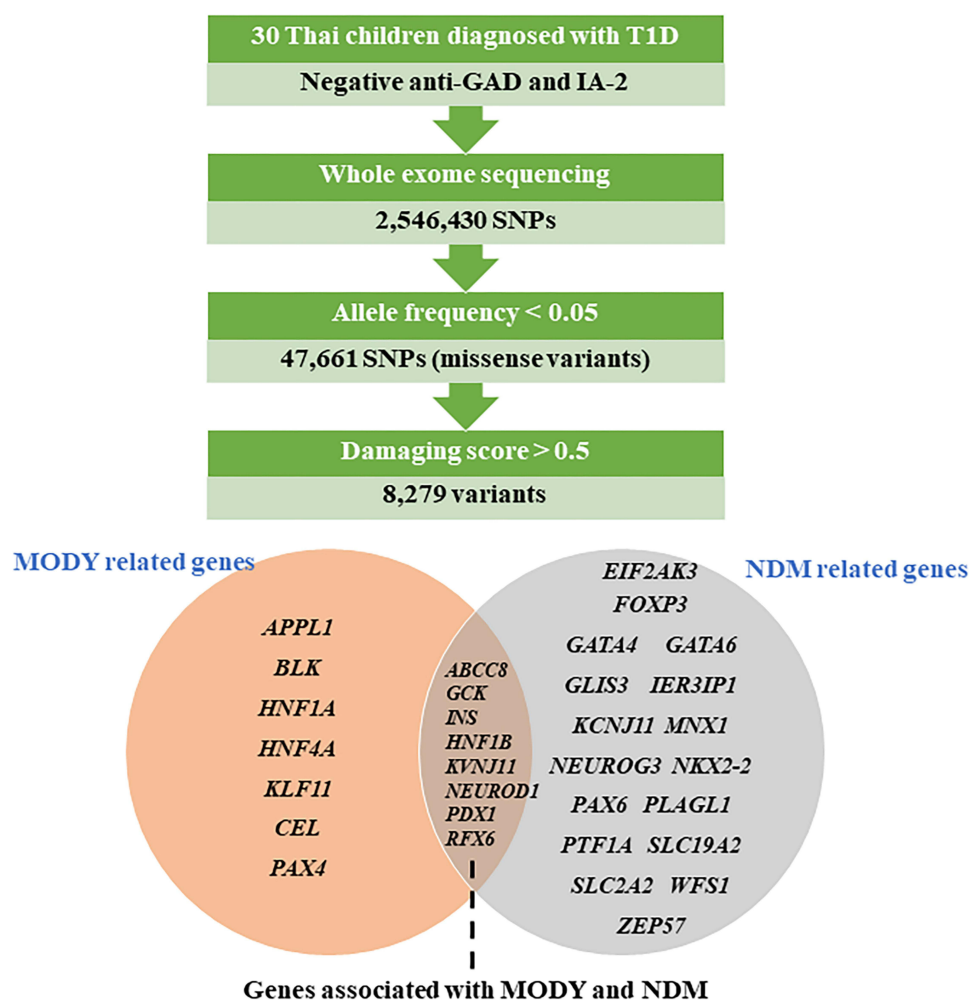 30 Thai children diagnosed with T1D
Negative anti-GAD and IA-2
Whole exome sequencing
2,546,430 SNPs
Allele frequency < 0.05
47,661 SNPs (missense variants)
Damaging score > 0.5
8,279 variants
MODY related genes
APPL1
BLK
HNF1A
HNF4A
KLF11
CEL
PAX4
ABCC8
GCK
INS
HNF1B
KVNJ11
NEUROD1
PDX1
RFX6
NDM related genes
EIF2AK3
FOXP3
GATA4 GATA6
GLIS3 IER3IP1
KCNJ11 MNX1
NEUROG3 NKX2-2
PAX6 PLAGL1
PTF1A SLC19A2
SLC2A2 WFS1
ZEP57
Genes associated with MODY and NDM